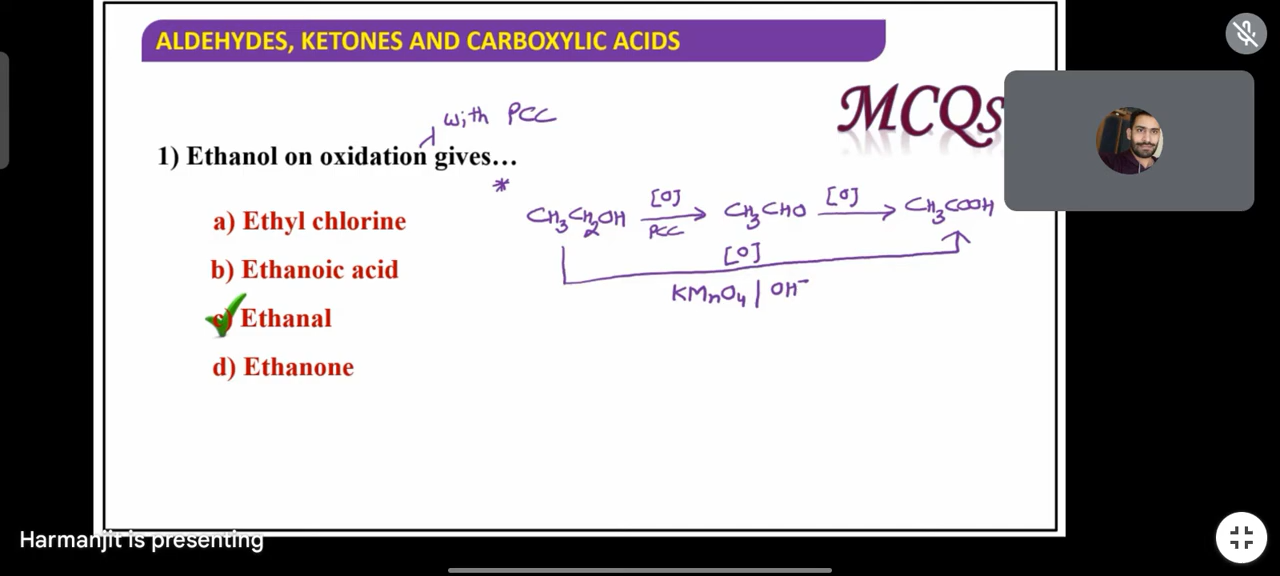 ALDEHYDES, KETONES AND CARBOXYLIC ACIDS
MCQs
with PCC
1) Ethanol on oxidation gives...
*
CH₃CH₂OH [O] PCC → CH₃CHO [O] → CH₃COOH
[O]
KMnO₄ | OH⁻
a) Ethyl chlorine
b) Ethanoic acid
c) Ethanal
d) Ethanone
Harmanjit is presenting